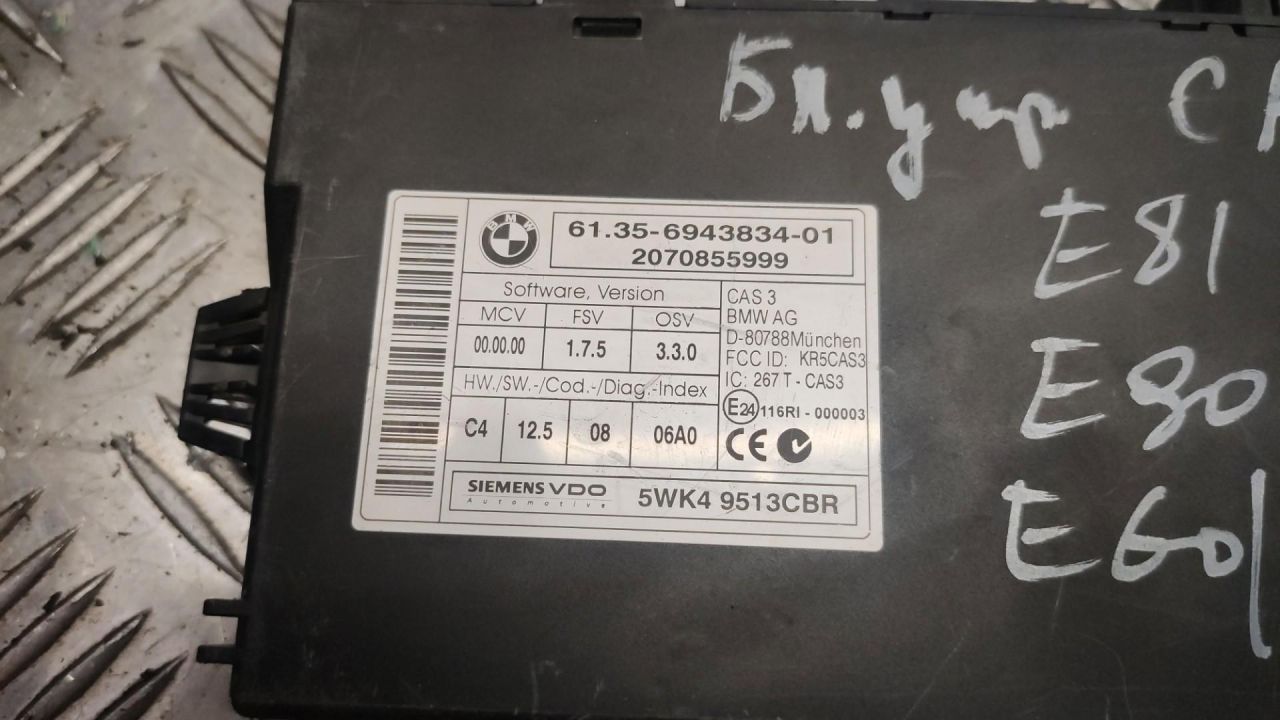 Бл. упр.
E81
E90
E60/
BMW
61.35-6943834-01
2070855999
Software, Version
MCV FSV OSV
00.00.00 1.7.5 3.3.0
HW./SW.-/Cod.-/Diag.-Index
C4 12.5 08 06A0
CAS 3
BMW AG
D-80788München
FCC ID: KR5CAS3
IC: 267 T - CAS3
E24 116RI - 000003
CE
SIEMENS VDO
Automotive
5WK4 9513CBR